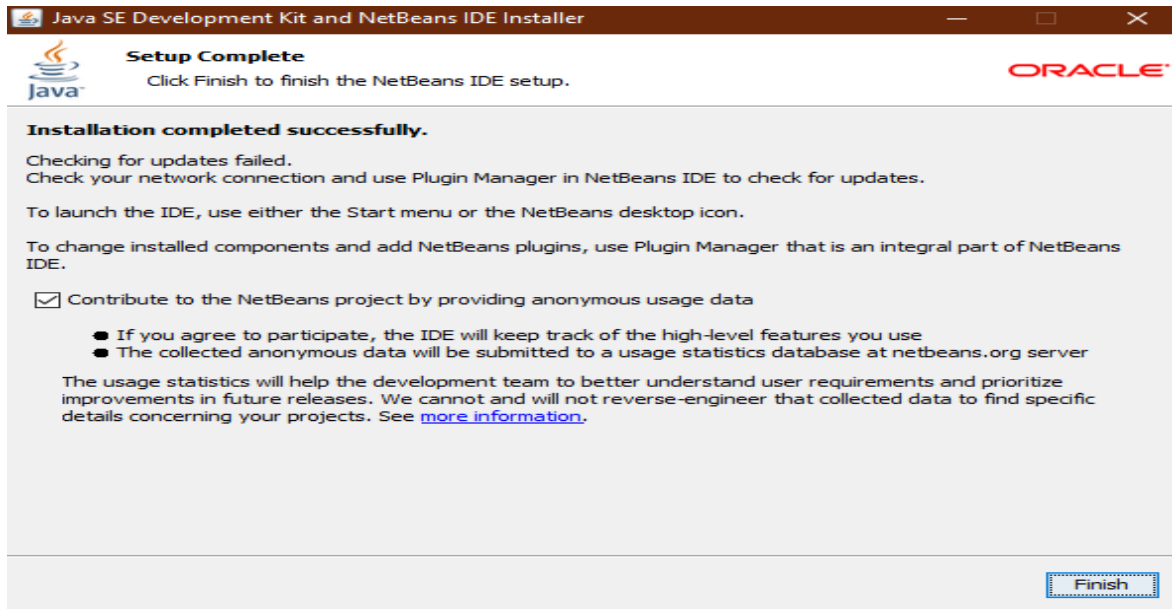 Java SE Development Kit and NetBeans IDE Installer
Setup Complete
Click Finish to finish the NetBeans IDE setup.
Java
ORACLE
Installation completed successfully.
Checking for updates failed.
Check your network connection and use Plugin Manager in NetBeans IDE to check for updates.
To launch the IDE, use either the Start menu or the NetBeans desktop icon.
To change installed components and add NetBeans plugins, use Plugin Manager that is an integral part of NetBeans
IDE.
Contribute to the NetBeans project by providing anonymous usage data
If you agree to participate, the IDE will keep track of the high-level features you use
The collected anonymous data will be submitted to a usage statistics database at netbeans.org server
The usage statistics will help the development team to better understand user requirements and prioritize
improvements in future releases. We cannot and will not reverse-engineer that collected data to find specific
details concerning your projects. See more information.
Finish